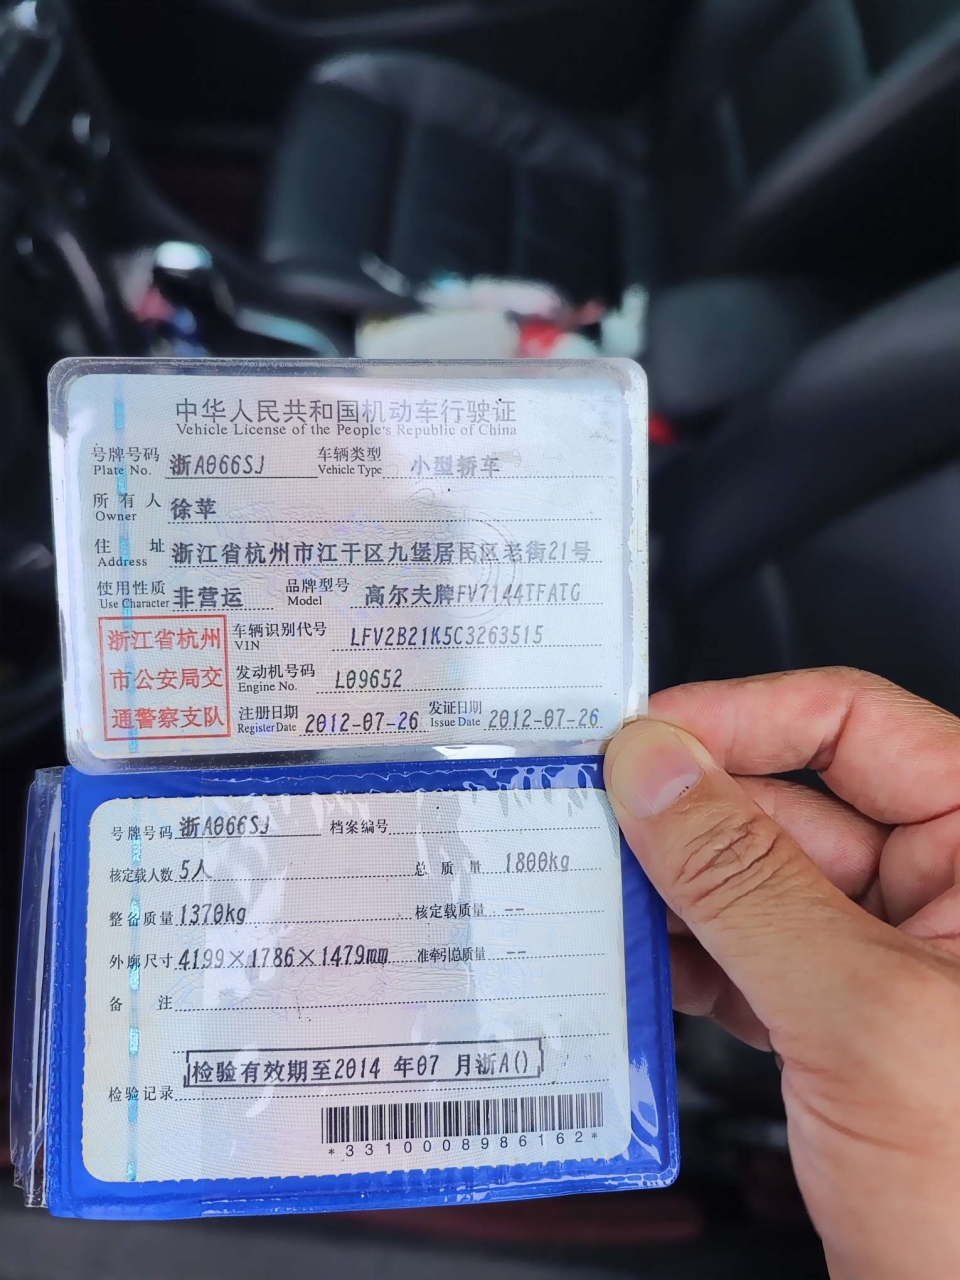 中华人民共和国机动车行驶证
Vehicle License of the People's Republic of China
号牌号码 浙A066SJ 车辆类型 小型轿车
Plate No. Vehicle Type
所有人 徐苹
Owner
住址 浙江省杭州市江干区九堡居民区老街21号
Address
使用性质 非营运 品牌型号 高尔夫牌FV7144TFATG
Use Character Model
浙江省杭州
市公安局交
通警察支队
车辆识别代号 LFV2B21K5C3263515
VIN
发动机号码 L09652
Engine No.
注册日期 2012-07-26 发证日期 2012-07-26
Register Date Issue Date
号牌号码 浙A066SJ 档案编号
核定载人数 5人 总质量 1800kg
整备质量 1370kg 核定载质量 --
外廓尺寸 4199×1786×1479mm 准牵引总质量 --
备注
检验有效期至2014 年07 月浙A()
检验记录
*3310008986162*